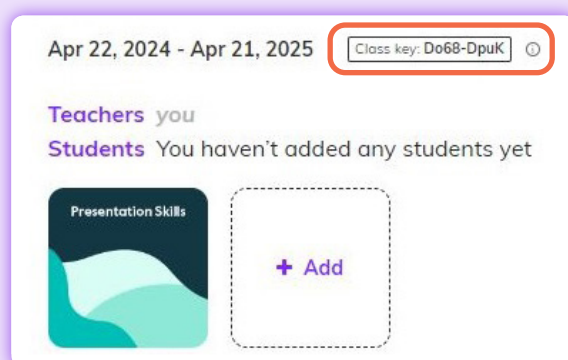 Apr 22, 2024 - Apr 21, 2025 Class key: Do68-DpuK
Teachers you
Students You haven't added any students yet
Presentation Skills
+ Add